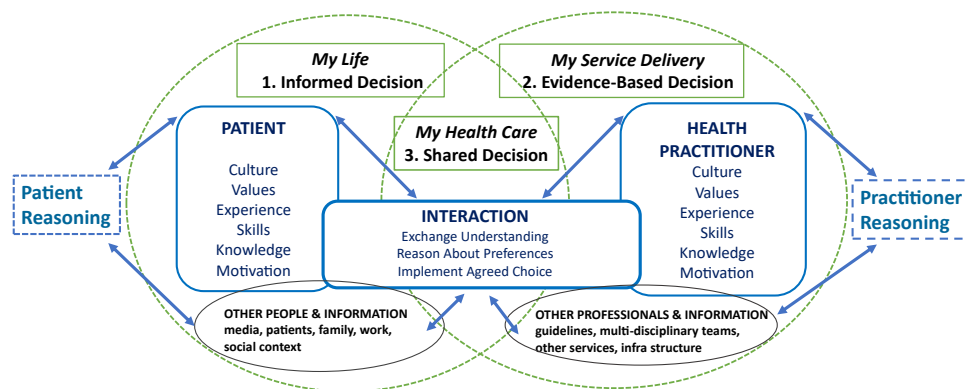 My Life
1. Informed Decision
My Service Delivery
2. Evidence-Based Decision
My Health Care
3. Shared Decision
PATIENT
Culture
Values
Experience
Skills
Knowledge
Motivation
HEALTH
PRACTITIONER
Culture
Values
Experience
Skills
Knowledge
Motivation
Patient
Reasoning
Practitioner
Reasoning
INTERACTION
Exchange Understanding
Reason About Preferences
Implement Agreed Choice
OTHER PEOPLE & INFORMATION
media, patients, family, work,
social context
OTHER PROFESSIONALS & INFORMATION
guidelines, multi-disciplinary teams,
other services, infra structure